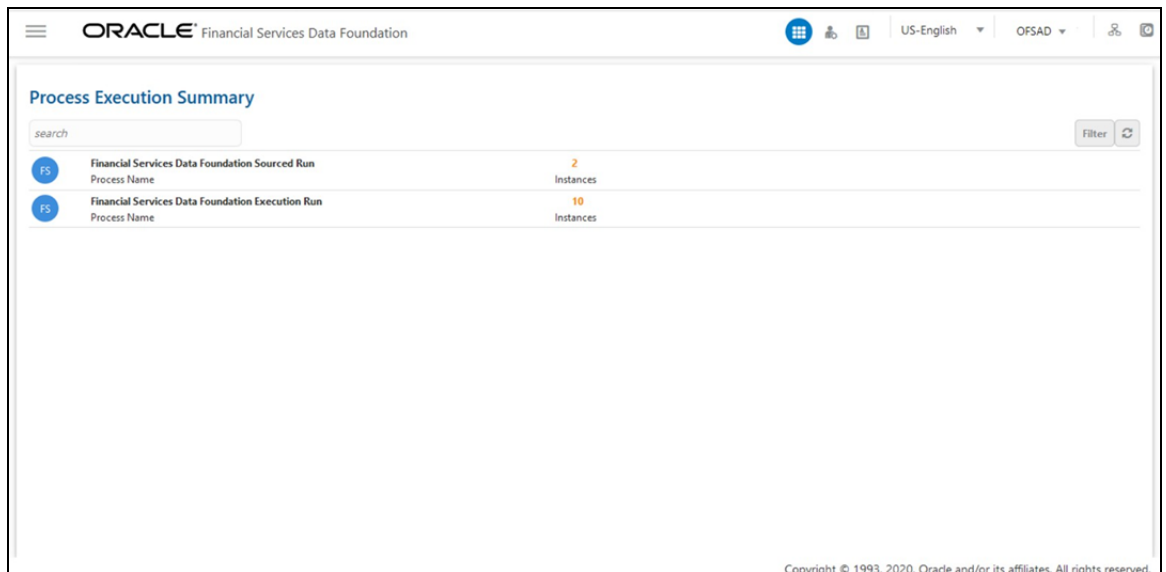 ORACLE® Financial Services Data Foundation
US-English
OFSAD
Process Execution Summary
search
Filter
FS
Financial Services Data Foundation Sourced Run
2
Process Name
Instances
FS
Financial Services Data Foundation Execution Run
10
Process Name
Instances
Copyright © 1993, 2020, Oracle and/or its affiliates. All rights reserved.